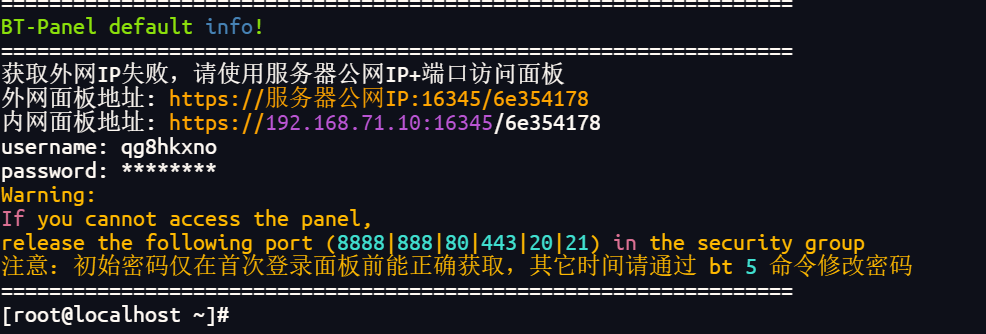 ==================================================================
BT-Panel default info!
==================================================================
获取外网IP失败，请使用服务器公网IP+端口访问面板
外网面板地址: https://服务器公网IP:16345/6e354178
内网面板地址: https://192.168.71.10:16345/6e354178
username: qg8hkxno
password: ********
Warning:
If you cannot access the panel,
release the following port (8888|888|80|443|20|21) in the security group
注意：初始密码仅在首次登录面板前能正确获取，其它时间请通过 bt 5 命令修改密码
==================================================================
[root@localhost ~]#